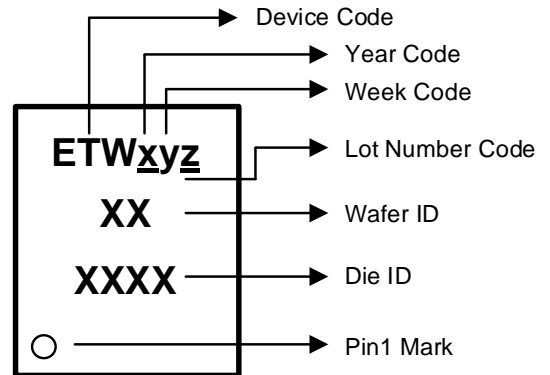 Device Code
Year Code
Week Code
ETWxyz
Lot Number Code
XX
Wafer ID
XXXX
Die ID
Pin1 Mark